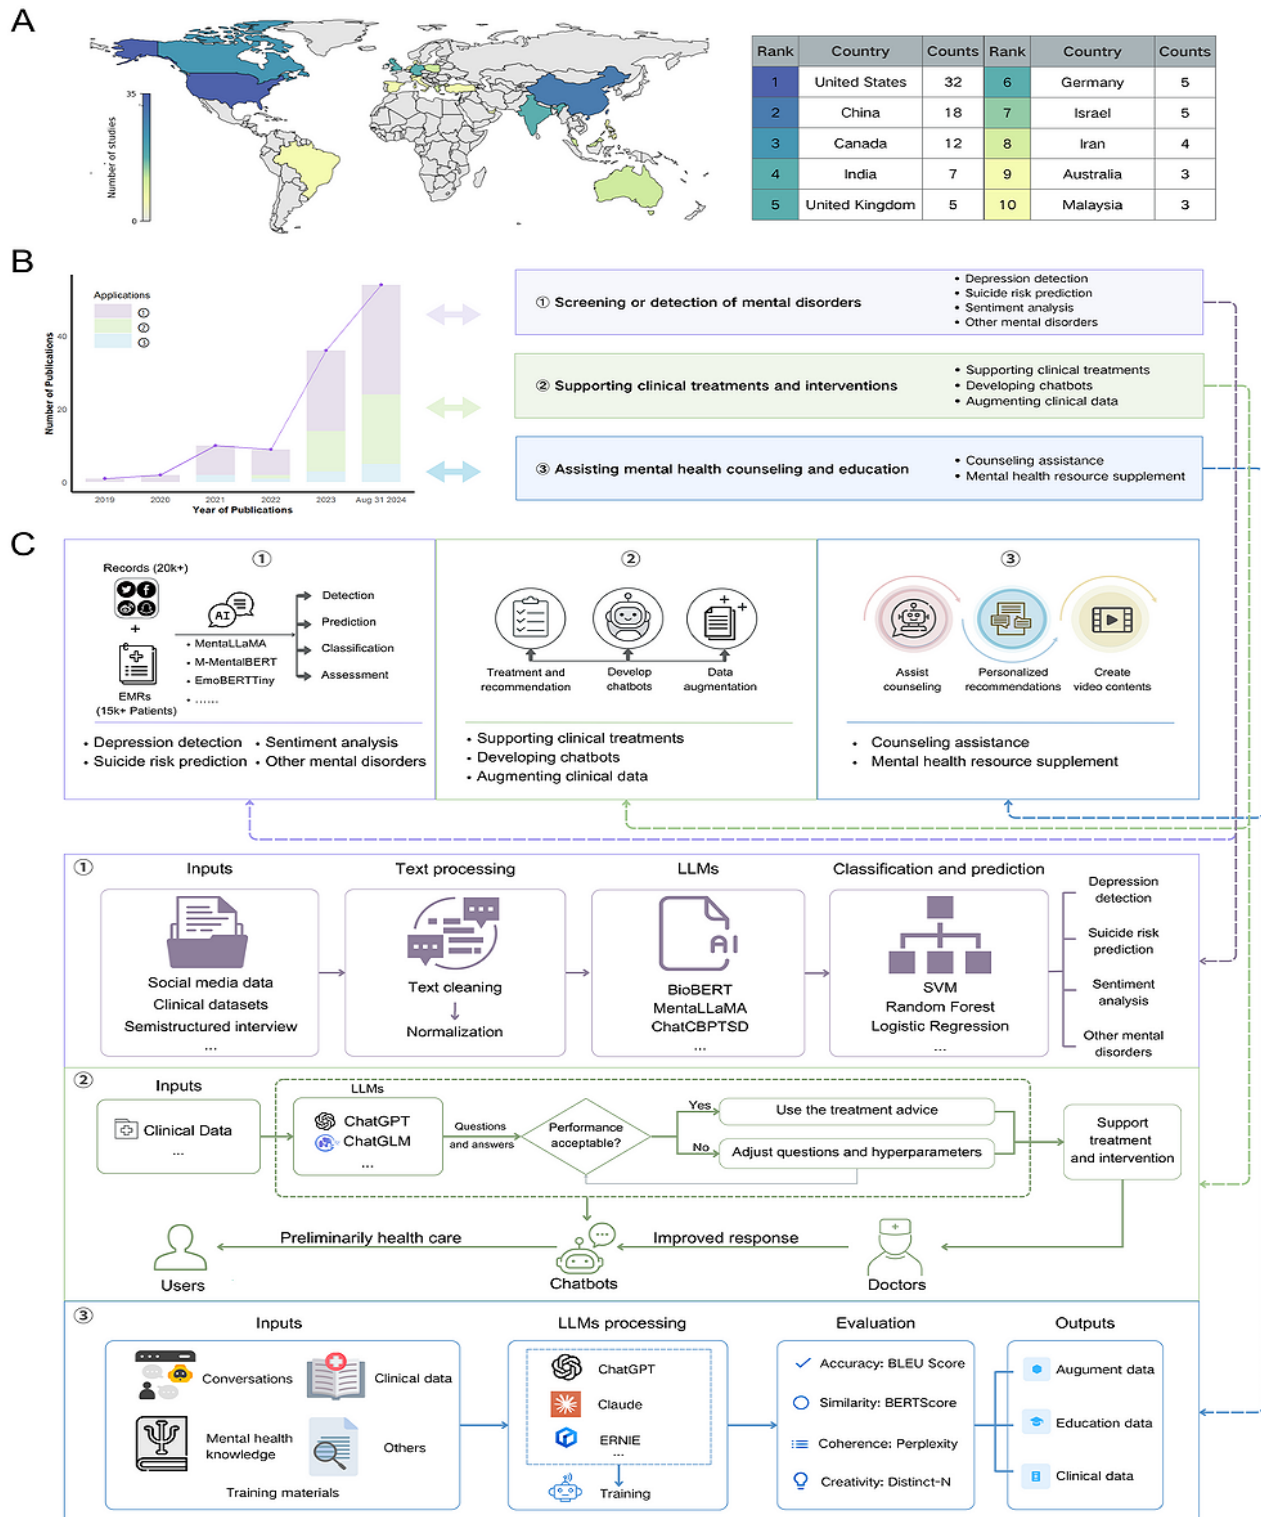 A
35
Number of studies
0
Rank Country Counts Rank Country Counts
1 United States 32 6 Germany 5
2 China 18 7 Israel 5
3 Canada 12 8 Iran 4
4 India 7 9 Australia 3
5 United Kingdom 5 10 Malaysia 3
B
Applications
①
②
③
Number of Publications
40
20
0
2019 2020 2021 2022 2023 Aug 31 2024
Year of Publications
① Screening or detection of mental disorders
• Depression detection
• Suicide risk prediction
• Sentiment analysis
• Other mental disorders
② Supporting clinical treatments and interventions
• Supporting clinical treatments
• Developing chatbots
• Augmenting clinical data
③ Assisting mental health counseling and education
• Counseling assistance
• Mental health resource supplement
C
①
Records (20k+)
+
EMRs
(15k+ Patients)
AI
• MentaLLaMA
• M-MentalBERT
• EmoBERTTiny
• ......
Detection
Prediction
Classification
Assessment
• Depression detection • Sentiment analysis
• Suicide risk prediction • Other mental disorders
②
Treatment and
recommendation
Develop
chatbots
Data
augmentation
• Supporting clinical treatments
• Developing chatbots
• Augmenting clinical data
③
Assist
counseling
Personalized
recommendations
Create
video contents
• Counseling assistance
• Mental health resource supplement
①
Inputs
Social media data
Clinical datasets
Semistructured interview
...
Text processing
Text cleaning
Normalization
LLMs
AI
BioBERT
MentaLLaMA
ChatCBPTSD
...
Classification and prediction
SVM
Random Forest
Logistic Regression
...
Depression
detection
Suicide risk
prediction
Sentiment
analysis
Other mental
disorders
②
Inputs
Clinical Data
...
LLMs
ChatGPT
ChatGLM
...
Questions
and answers
Performance
acceptable?
Yes
Use the treatment advice
No
Adjust questions and hyperparameters
Support
treatment
and intervention
Preliminarily health care
Improved response
Users
Chatbots
Doctors
③
Inputs
Conversations
Clinical data
Mental health
knowledge
Others
Training materials
LLMs processing
ChatGPT
Claude
ERNIE
...
Training
Evaluation
Accuracy: BLEU Score
Similarity: BERTScore
Coherence: Perplexity
Creativity: Distinct-N
Outputs
Augment data
Education data
Clinical data